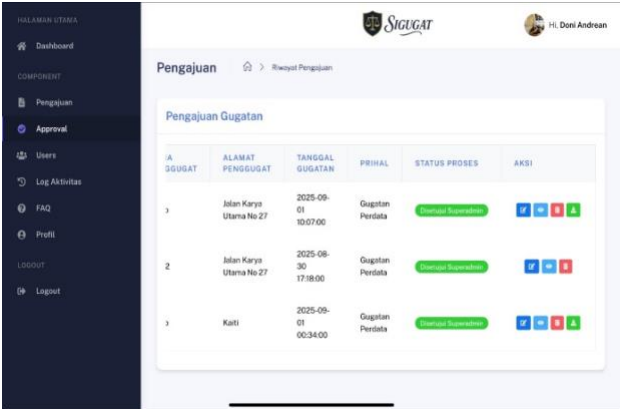 SIGUGAT
Hi, Doni Andrean
HALAMAN UTAMA
Dashboard
COMPONENT
Pengajuan
Approval
Users
Log Aktivitas
FAQ
Profil
LOGOUT
Logout
Pengajuan
> Riwayat Pengajuan
Pengajuan Gugatan
A
GGUGAT
ALAMAT
PENGGUGAT
TANGGAL
GUGATAN
PRIHAL
STATUS PROSES
AKSI
Jalan Karya
Utama No 27
2025-09-
01
10:07:00
Gugatan
Perdata
Disetujui Superadmin
2
Jalan Karya
Utama No 27
2025-08-
30
17:18:00
Gugatan
Perdata
Disetujui Superadmin
Kaiti
2025-09-
01
00:34:00
Gugatan
Perdata
Disetujui Superadmin